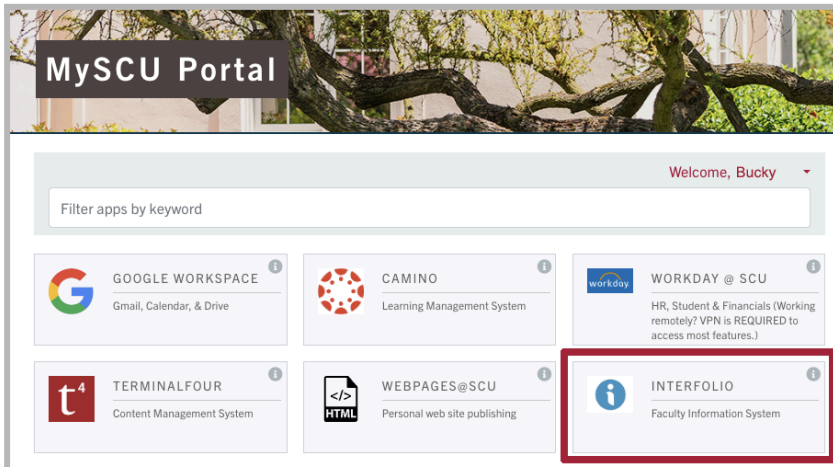 MySCU Portal
Welcome, Bucky
Filter apps by keyword
GOOGLE WORKSPACE
Gmail, Calendar, & Drive
CAMINO
Learning Management System
workday.
WORKDAY @ SCU
HR, Student & Financials (Working
remotely? VPN is REQUIRED to
access most features.)
t4
TERMINALFOUR
Content Management System
</>
HTML
WEBPAGES@SCU
Personal web site publishing
INTERFOLIO
Faculty Information System